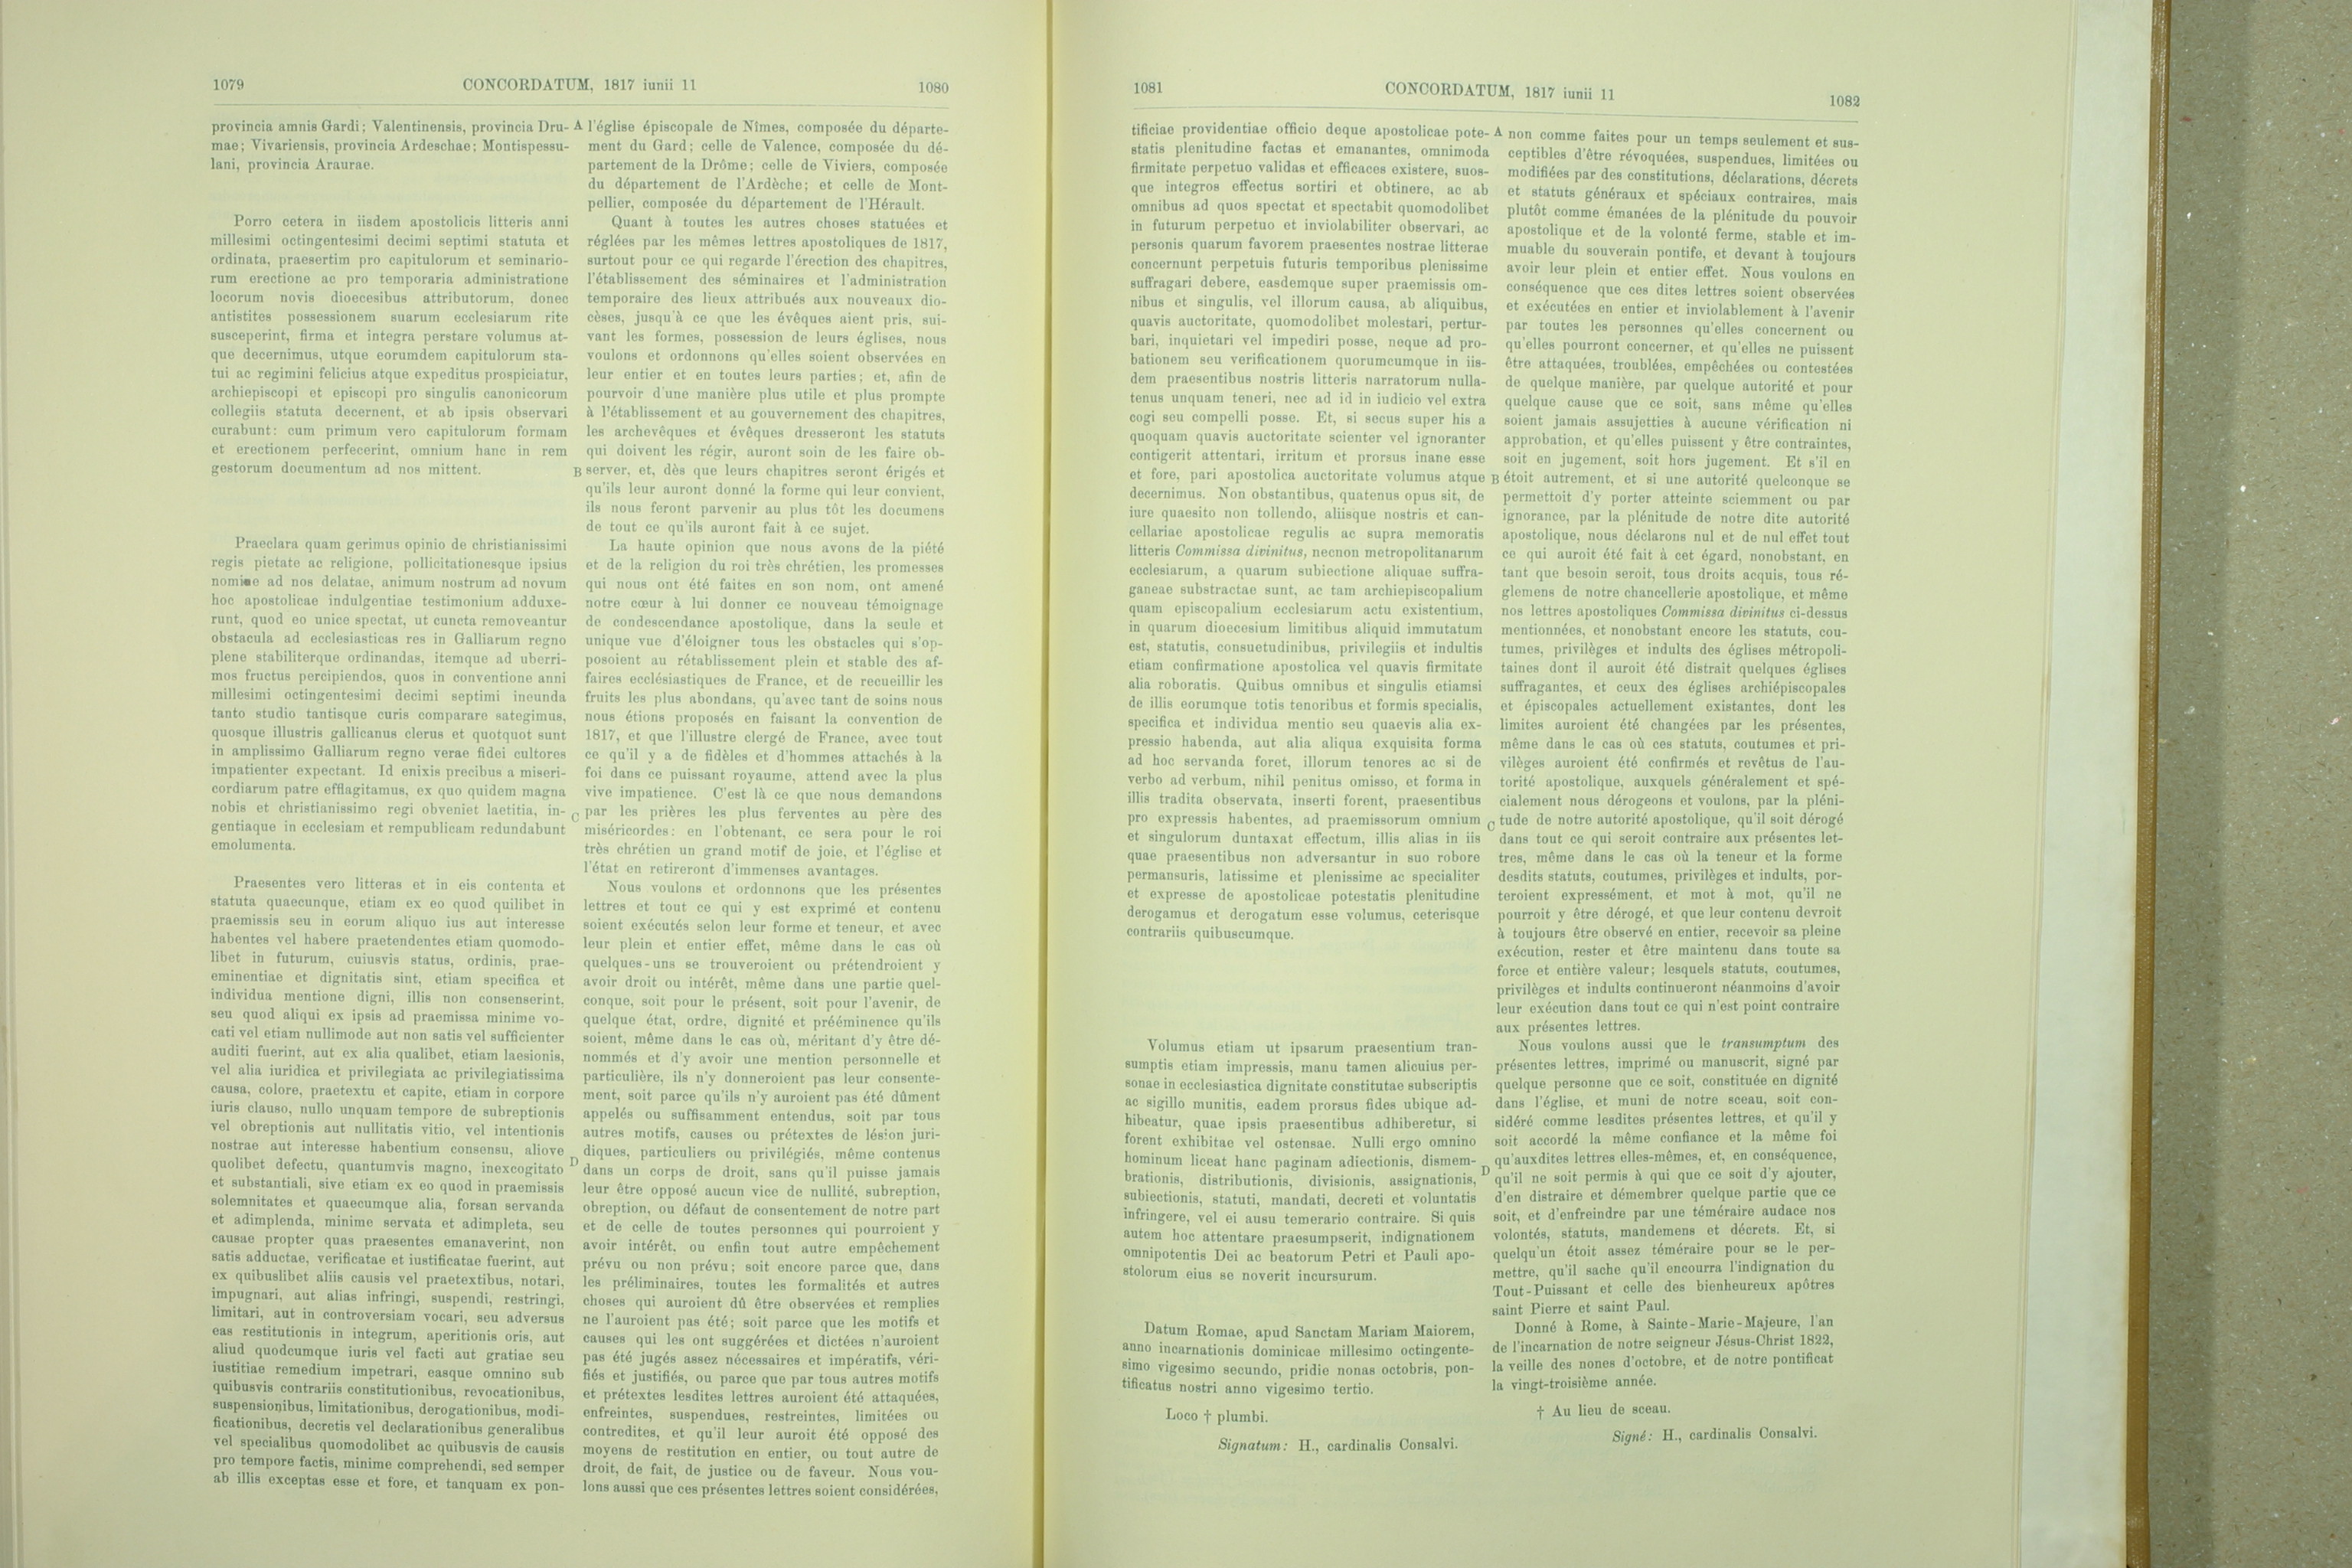 1079
CONCORDATUM, 1817 iunii 11
1080
provincia amnis Gardi; Valentinensis, provincia Dru-
mae; Vivariensis, provincia Ardeschae; Montispessu-
lani, provincia Araurae.
Porro cetera in iisdem apostolicis litteris anni
millesimi octingentesimi decimi septimi statuta et
ordinata, praesertim pro capitulorum et seminario-
rum erectione ac pro temporaria administratione
locorum novis dioecesibus attributorum, donec
antistites possessionem suarum ecclesiarum rite
susceperint, firma et integra perstare volumus at-
que decernimus, utque eorumdem capitulorum sta-
tui ac regimini felicius atque expeditus prospiciatur,
archiepiscopi et episcopi pro singulis canonicorum
collegiis statuta decernent, et ab ipsis observari
curabunt: cum primum vero capitulorum formam
et erectionem perfecerint, omnium hanc in rem
gestorum documentum ad nos mittent.
Praeclara quam gerimus opinio de christianissimi
regis pietate ac religione, pollicitationesque ipsius
nomine ad nos delatae, animum nostrum ad novum
hoc apostolicae indulgentiae testimonium adduxe-
runt, quod eo unice spectat, ut cuncta removeantur
obstacula ad ecclesiasticas res in Galliarum regno
plene stabiliterque ordinandas, itemque ad uberri-
mos fructus percipiendos, quos in conventione anni
millesimi octingentesimi decimi septimi ineunda
tanto studio tantisque curis comparare sategimus,
quosque illustris gallicanus clerus et quotquot sunt
in amplissimo Galliarum regno verae fidei cultores
impatienter expectant. Id enixis precibus a miseri-
cordiarum patre efflagitamus, ex quo quidem magna
nobis et christianissimo regi obveniet laetitia, in-
gentiaque in ecclesiam et rempublicam redundabunt
emolumenta.
Praesentes vero litteras et in eis contenta et
statuta quaecunque, etiam ex eo quod quilibet in
praemissis seu in eorum aliquo ius aut interesse
habentes vel habere praetendentes etiam quomodo-
libet in futurum, cuiusvis status, ordinis, prae-
eminentiae et dignitatis sint, etiam specifica et
individua mentione digni, illis non consenserint,
seu quod aliqui ex ipsis ad praemissa minime vo-
cati vel etiam nullimode aut non satis vel sufficienter
auditi fuerint, aut ex alia qualibet, etiam laesionis,
vel alia iuridica et privilegiata ac privilegiatissima
causa, colore, praetextu et capite, etiam in corpore
iuris clauso, nullo unquam tempore de subreptionis
vel obreptionis aut nullitatis vitio, vel intentionis
nostrae aut interesse habentium consensu, aliove
quolibet defectu, quantumvis magno, inexcogitato
et substantiali, sive etiam ex eo quod in praemissis
solemnitates et quaecumque alia, forsan servanda
et adimplenda, minime servata et adimpleta, seu
causae propter quas praesentes emanaverint, non
satis adductae, verificatae et iustificatae fuerint, aut
ex quibuslibet aliis causis vel praetextibus, notari,
impugnari, aut alias infringi, suspendi, restringi,
limitari, aut in controversiam vocari, seu adversus
eas restitutionis in integrum, aperitionis oris, aut
aliud quodcumque iuris vel facti aut gratiae seu
iustitiae remedium impetrari, easque omnino sub
quibusvis contrariis constitutionibus, revocationibus,
suspensionibus, limitationibus, derogationibus, modi-
ficationibus, decretis vel declarationibus generalibus
vel specialibus quomodolibet ac quibusvis de causis
pro tempore factis, minime comprehendi, sed semper
ab illis exceptas esse et fore, et tanquam ex pon-
A l'église épiscopale de Nîmes, composée du départe-
ment du Gard; celle de Valence, composée du dé-
partement de la Drôme; celle de Viviers, composée
du département de l'Ardèche; et celle de Mont-
pellier, composée du département de l'Hérault.
Quant à toutes les autres choses statuées et
réglées par les mêmes lettres apostoliques de 1817,
surtout pour ce qui regarde l'érection des chapitres,
l'établissement des séminaires et l'administration
temporaire des lieux attribués aux nouveaux dio-
cèses, jusqu'à ce que les évêques aient pris, sui-
vant les formes, possession de leurs églises, nous
voulons et ordonnons qu'elles soient observées en
leur entier et en toutes leurs parties; et, afin de
pourvoir d'une manière plus utile et plus prompte
à l'établissement et au gouvernement des chapitres,
les archevêques et évêques dresseront les statuts
qui doivent les régir, auront soin de les faire ob-
B server, et, dès que leurs chapitres seront érigés et
qu'ils leur auront donné la forme qui leur convient,
ils nous feront parvenir au plus tôt les documens
de tout ce qu'ils auront fait à ce sujet.
La haute opinion que nous avons de la piété
et de la religion du roi très chrétien, les promesses
qui nous ont été faites en son nom, ont amené
notre cœur à lui donner ce nouveau témoignage
de condescendance apostolique, dans la seule et
unique vue d'éloigner tous les obstacles qui s'op-
posoient au rétablissement plein et stable des af-
faires ecclésiastiques de France, et de recueillir les
fruits les plus abondans, qu'avec tant de soins nous
nous étions proposés en faisant la convention de
1817, et que l'illustre clergé de France, avec tout
ce qu'il y a de fidèles et d'hommes attachés à la
foi dans ce puissant royaume, attend avec la plus
vive impatience. C'est là ce que nous demandons
C par les prières les plus ferventes au père des
miséricordes: en l'obtenant, ce sera pour le roi
très chrétien un grand motif de joie, et l'église et
l'état en retireront d'immenses avantages.
Nous voulons et ordonnons que les présentes
lettres et tout ce qui y est exprimé et contenu
soient exécutés selon leur forme et teneur, et avec
leur plein et entier effet, même dans le cas où
quelques-uns se trouveroient ou prétendroient y
avoir droit ou intérêt, même dans une partie quel-
conque, soit pour le présent, soit pour l'avenir, de
quelque état, ordre, dignité et prééminence qu'ils
soient, même dans le cas où, méritant d'y être dé-
nommés et d'y avoir une mention personnelle et
particulière, ils n'y donneroient pas leur consente-
ment, soit parce qu'ils n'y auroient pas été dûment
appelés ou suffisamment entendus, soit par tous
autres motifs, causes ou prétextes de lésion juri-
diques, particuliers ou privilégiés, même contenus
D dans un corps de droit, sans qu'il puisse jamais
leur être opposé aucun vice de nullité, subreption,
obreption, ou défaut de consentement de notre part
et de celle de toutes personnes qui pourroient y
avoir intérêt, ou enfin tout autre empêchement
prévu ou non prévu; soit encore parce que, dans
les préliminaires, toutes les formalités et autres
choses qui auroient dû être observées et remplies
ne l'auroient pas été; soit parce que les motifs et
causes qui les ont suggérées et dictées n'auroient
pas été jugés assez nécessaires et impératifs, véri-
fiés et justifiés, ou parce que par tous autres motifs
et prétextes lesdites lettres auroient été attaquées,
enfreintes, suspendues, restreintes, limitées ou
contredites, et qu'il leur auroit été opposé des
moyens de restitution en entier, ou tout autre de
droit, de fait, de justice ou de faveur. Nous vou-
lons aussi que ces présentes lettres soient considérées,
1081
CONCORDATUM, 1817 iunii 11
1082
tificiae providentiae officio deque apostolicae pote-
statis plenitudine factas et emanantes, omnimoda
firmitate perpetuo validas et efficaces existere, suos-
que integros effectus sortiri et obtinere, ac ab
omnibus ad quos spectat et spectabit quomodolibet
in futurum perpetuo et inviolabiliter observari, ac
personis quarum favorem praesentes nostrae litterae
concernunt perpetuis futuris temporibus plenissime
suffragari debere, easdemque super praemissis om-
nibus et singulis, vel illorum causa, ab aliquibus,
quavis auctoritate, quomodolibet molestari, pertur-
bari, inquietari vel impediri posse, neque ad pro-
bationem seu verificationem quorumcumque in iis-
dem praesentibus nostris litteris narratorum nulla-
tenus unquam teneri, nec ad id in iudicio vel extra
cogi seu compelli posse. Et, si secus super his a
quoquam quavis auctoritate scienter vel ignoranter
contigerit attentari, irritum et prorsus inane esse
et fore, pari apostolica auctoritate volumus atque
decernimus. Non obstantibus, quatenus opus sit, de
iure quaesito non tollendo, aliisque nostris et can-
cellariae apostolicae regulis ac supra memoratis
litteris Commissa divinitus, necnon metropolitanarum
ecclesiarum, a quarum subiectione aliquae suffra-
ganeae substractae sunt, ac tam archiepiscopalium
quam episcopalium ecclesiarum actu existentium,
in quarum dioecesium limitibus aliquid immutatum
est, statutis, consuetudinibus, privilegiis et indultis
etiam confirmatione apostolica vel quavis firmitate
alia roboratis. Quibus omnibus et singulis etiamsi
de illis eorumque totis tenoribus et formis specialis,
specifica et individua mentio seu quaevis alia ex-
pressio habenda, aut alia aliqua exquisita forma
ad hoc servanda foret, illorum tenores ac si de
verbo ad verbum, nihil penitus omisso, et forma in
illis tradita observata, inserti forent, praesentibus
pro expressis habentes, ad praemissorum omnium
et singulorum duntaxat effectum, illis alias in iis
quae praesentibus non adversantur in suo robore
permansuris, latissime et plenissime ac specialiter
et expresse de apostolicae potestatis plenitudine
derogamus et derogatum esse volumus, ceterisque
contrariis quibuscumque.
Volumus etiam ut ipsarum praesentium tran-
sumptis etiam impressis, manu tamen alicuius per-
sonae in ecclesiastica dignitate constitutae subscriptis
ac sigillo munitis, eadem prorsus fides ubique ad-
hibeatur, quae ipsis praesentibus adhiberetur, si
forent exhibitae vel ostensae. Nulli ergo omnino
hominum liceat hanc paginam adiectionis, dismem-
brationis, distributionis, divisionis, assignationis,
subiectionis, statuti, mandati, decreti et voluntatis
infringere, vel ei ausu temerario contraire. Si quis
autem hoc attentare praesumpserit, indignationem
omnipotentis Dei ac beatorum Petri et Pauli apo-
stolorum eius se noverit incursurum.
Datum Romae, apud Sanctam Mariam Maiorem,
anno incarnationis dominicae millesimo octingente-
simo vigesimo secundo, pridie nonas octobris, pon-
tificatus nostri anno vigesimo tertio.
Loco † plumbi.
Signatum: H., cardinalis Consalvi.
A non comme faites pour un temps seulement et sus-
ceptibles d'être révoquées, suspendues, limitées ou
modifiées par des constitutions, déclarations, décrets
et statuts généraux et spéciaux contraires, mais
plutôt comme émanées de la plénitude du pouvoir
apostolique et de la volonté ferme, stable et im-
muable du souverain pontife, et devant à toujours
avoir leur plein et entier effet. Nous voulons en
conséquence que ces dites lettres soient observées
et exécutées en entier et inviolablement à l'avenir
par toutes les personnes qu'elles concernent ou
qu'elles pourront concerner, et qu'elles ne puissent
être attaquées, troublées, empêchées ou contestées
de quelque manière, par quelque autorité et pour
quelque cause que ce soit, sans même qu'elles
soient jamais assujetties à aucune vérification ni
approbation, et qu'elles puissent y être contraintes,
soit en jugement, soit hors jugement. Et s'il en
B étoit autrement, et si une autorité quelconque se
permettoit d'y porter atteinte sciemment ou par
ignorance, par la plénitude de notre dite autorité
apostolique, nous déclarons nul et de nul effet tout
ce qui auroit été fait à cet égard, nonobstant, en
tant que besoin seroit, tous droits acquis, tous ré-
glemens de notre chancellerie apostolique, et même
nos lettres apostoliques Commissa divinitus ci-dessus
mentionnées, et nonobstant encore les statuts, cou-
tumes, privilèges et indults des églises métropoli-
taines dont il auroit été distrait quelques églises
suffragantes, et ceux des églises archiépiscopales
et épiscopales actuellement existantes, dont les
limites auroient été changées par les présentes,
même dans le cas où ces statuts, coutumes et pri-
vilèges auroient été confirmés et revêtus de l'au-
torité apostolique, auxquels généralement et spé-
cialement nous dérogeons et voulons, par la pléni-
C tude de notre autorité apostolique, qu'il soit dérogé
dans tout ce qui seroit contraire aux présentes let-
tres, même dans le cas où la teneur et la forme
desdits statuts, coutumes, privilèges et indults, por-
teroient expressément, et mot à mot, qu'il ne
pourroit y être dérogé, et que leur contenu devroit
à toujours être observé en entier, recevoir sa pleine
exécution, rester et être maintenu dans toute sa
force et entière valeur; lesquels statuts, coutumes,
privilèges et indults continueront néanmoins d'avoir
leur exécution dans tout ce qui n'est point contraire
aux présentes lettres.
Nous voulons aussi que le transumptum des
présentes lettres, imprimé ou manuscrit, signé par
quelque personne que ce soit, constituée en dignité
dans l'église, et muni de notre sceau, soit con-
sidéré comme lesdites présentes lettres, et qu'il y
soit accordé la même confiance et la même foi
D qu'auxdites lettres elles-mêmes, et, en conséquence,
qu'il ne soit permis à qui que ce soit d'y ajouter,
d'en distraire et démembrer quelque partie que ce
soit, et d'enfreindre par une téméraire audace nos
volontés, statuts, mandemens et décrets. Et, si
quelqu'un étoit assez téméraire pour se le per-
mettre, qu'il sache qu'il encourra l'indignation du
Tout-Puissant et celle des bienheureux apôtres
saint Pierre et saint Paul.
Donné à Rome, à Sainte-Marie-Majeure, l'an
de l'incarnation de notre seigneur Jésus-Christ 1822,
la veille des nones d'octobre, et de notre pontificat
la vingt-troisième année.
† Au lieu de sceau.
Signé: H., cardinalis Consalvi.